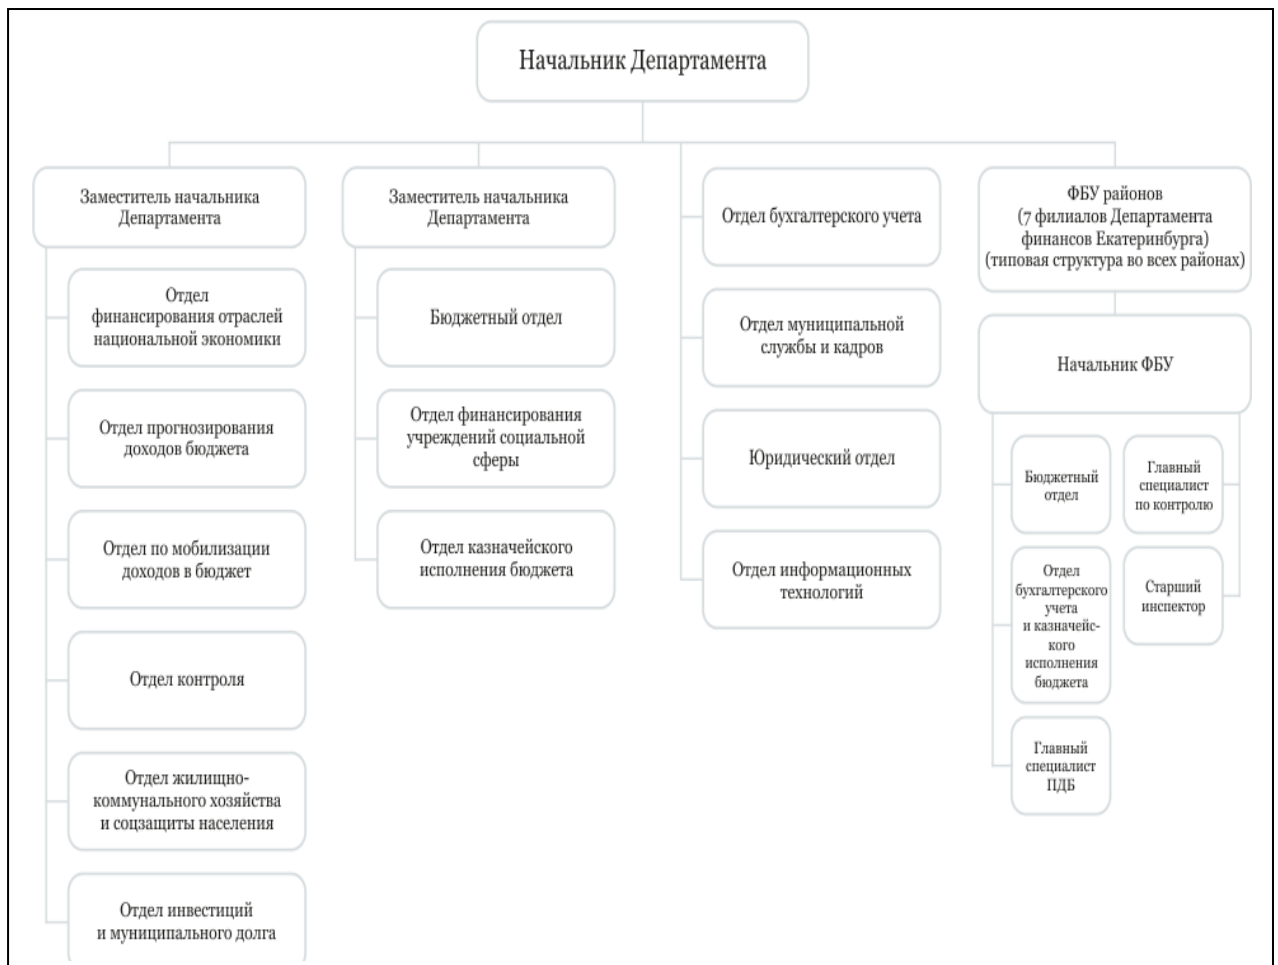 Начальник Департамента
Заместитель начальника
Департамента
Отдел
финансирования отраслей
национальной экономики
Отдел прогнозирования
доходов бюджета
Отдел по мобилизации
доходов в бюджет
Отдел контроля
Отдел жилищно-
коммунального хозяйства
и соцзащиты населения
Отдел инвестиций
и муниципального долга
Заместитель начальника
Департамента
Бюджетный отдел
Отдел финансирования
учреждений социальной
сферы
Отдел казначейского
исполнения бюджета
Отдел бухгалтерского учета
Отдел муниципальной
службы и кадров
Юридический отдел
Отдел информационных
технологий
ФБУ районов
(7 филиалов Департамента
финансов Екатеринбурга)
(типовая структура во всех районах)
Начальник ФБУ
Бюджетный
отдел
Отдел
бухгалтерского
учета
и казначейс-
кого
исполнения
бюджета
Главный
специалист
ПДБ
Главный
специалист
по контролю
Старший
инспектор